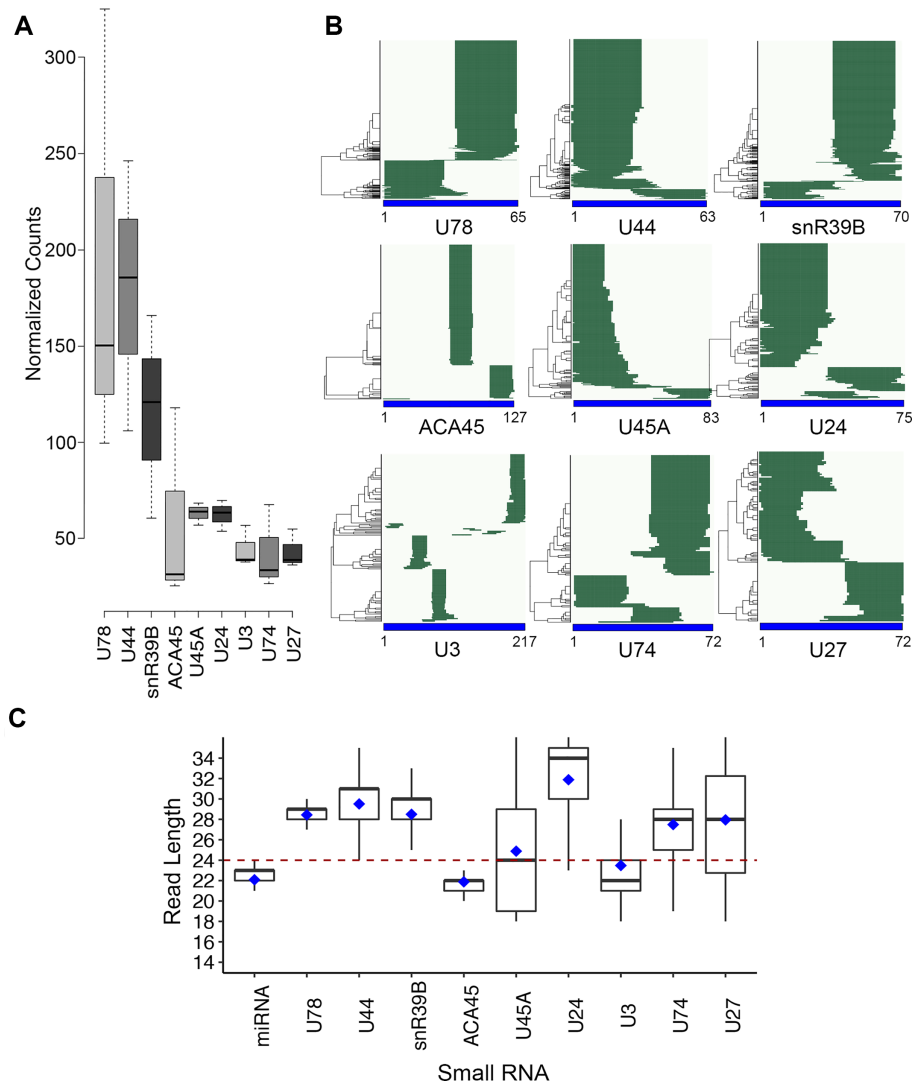 A
B
Normalized Counts
300
250
200
150
100
50
U78
U44
snR39B
ACA45
U45A
U24
U3
U74
U27
1 65
U78
1 63
U44
1 70
snR39B
1 127
ACA45
1 83
U45A
1 75
U24
1 217
U3
1 72
U74
1 72
U27
C
Read Length
34
32
30
28
26
24
22
20
18
16
14
miRNA
U78
U44
snR39B
ACA45
U45A
U24
U3
U74
U27
Small RNA